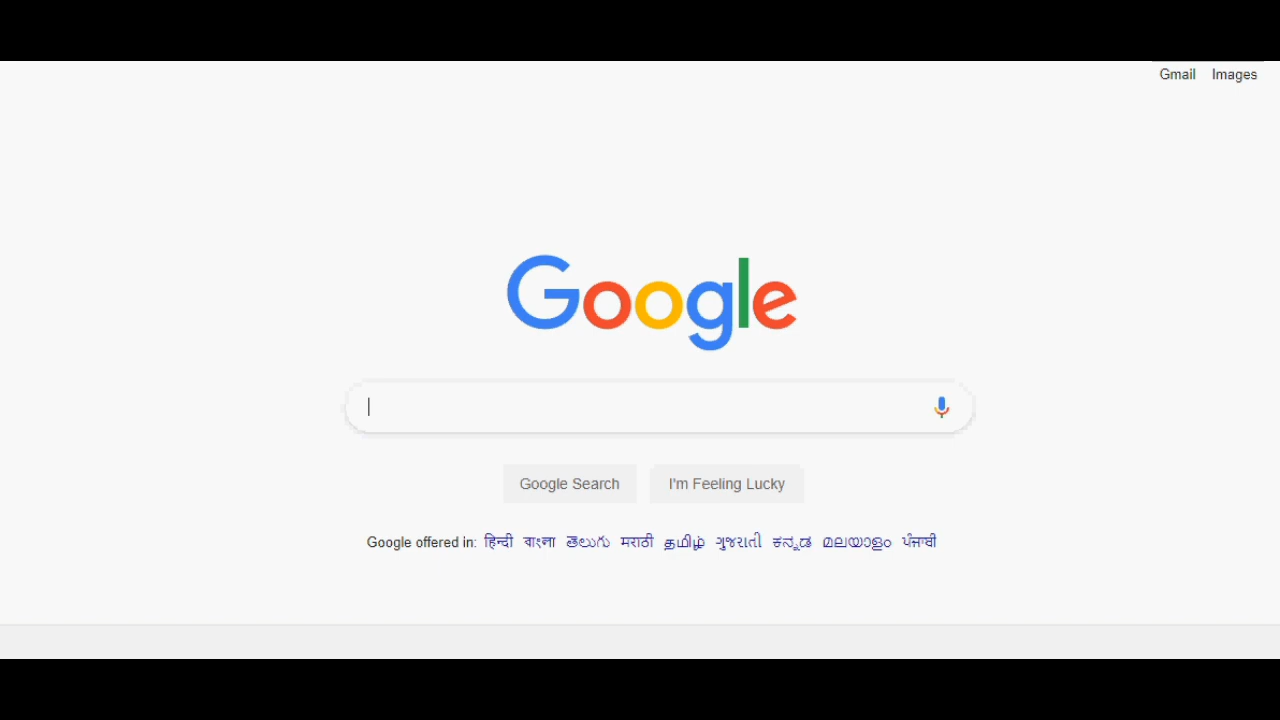 Gmail Images
Google
Google Search I'm Feeling Lucky
Google offered in: हिन्दी বাংলা తెలుగు मराठी தமிழ் ગુજરાતી ಕನ್ನಡ മലയാളം ਪੰਜਾਬੀ